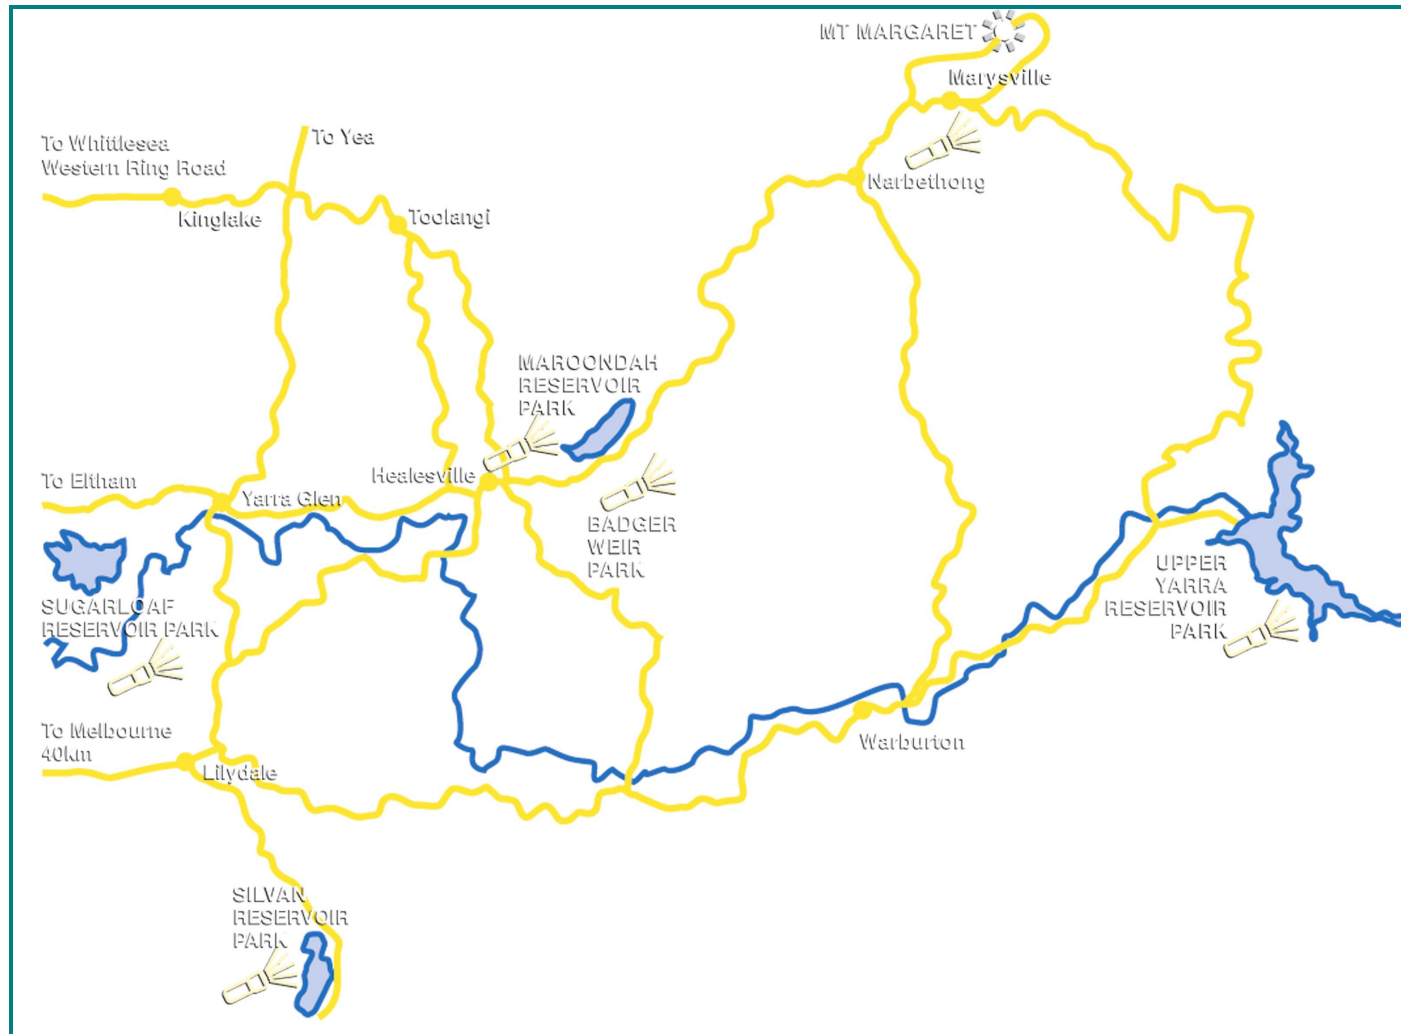 MT MARGARET
Marysville
To Whittlesea
Western Ring Road
To Yea
Narbethong
Kinglake
Toolangi
MAROONDAH
RESERVOIR
PARK
To Eltham
Healesville
Yarra Glen
BADGER
WEIR
PARK
UPPER
YARRA
RESERVOIR
PARK
SUGARLOAF
RESERVOIR PARK
To Melbourne
40km
Lilydale
Warburton
SILVAN
RESERVOIR
PARK